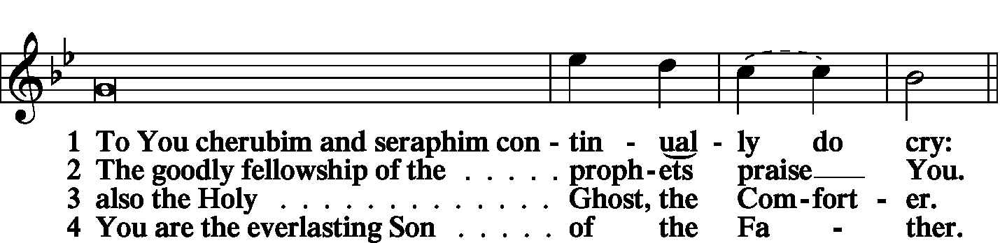 1 To You cherubim and seraphim con - tin - ual - ly do cry:
2 The goodly fellowship of the . . . . . proph-ets praise___ You.
3 also the Holy . . . . . . . . . . . . . Ghost, the Com-fort - er.
4 You are the everlasting Son . . . . . of the Fa - ther.